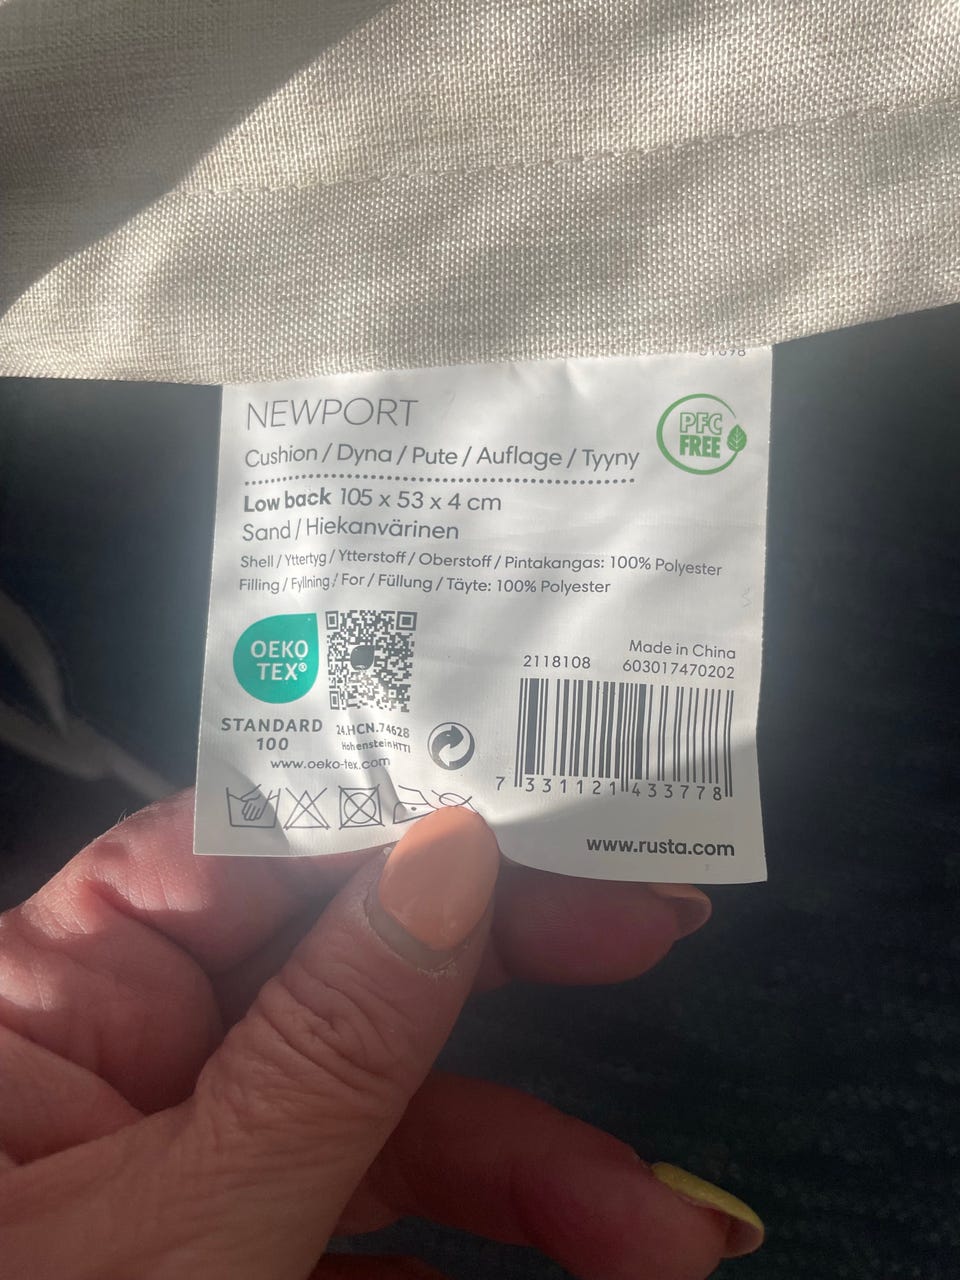 NEWPORT
PFC
FREE
Cushion / Dyna / Pute / Auflage / Tyyny
Low back 105 x 53 x 4 cm
Sand / Hiekanvärinen
Shell / Yttertyg / Ytterstoff / Oberstoff / Pintakangas: 100% Polyester
Filling / Fyllning / For / Füllung / Täyte: 100% Polyester
OEKO
TEX®
STANDARD
100
24.HCN.74628
Hohenstein HTTI
www.oeko-tex.com
Made in China
2118108 603017470202
7 331121 433778
www.rusta.com